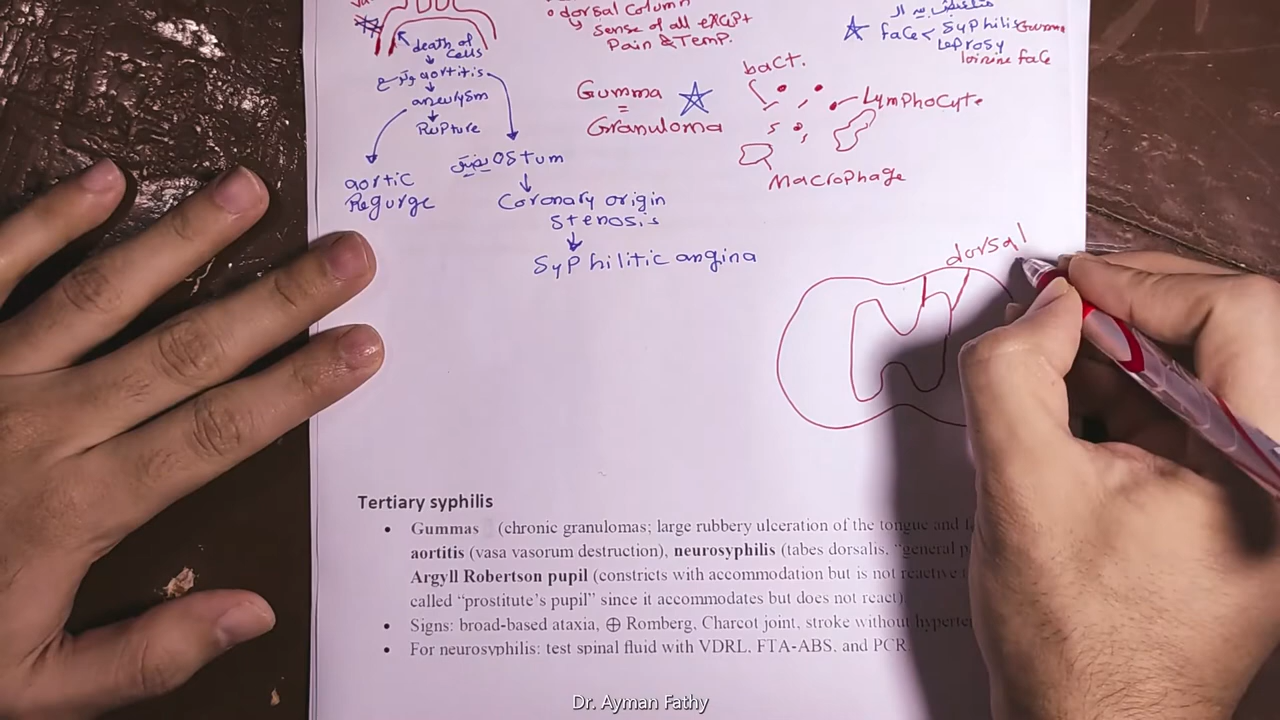 dorsal column
sense of all except
Pain & Temp.
face < Syphilis Gumma
Leprosy
loinine face
death of
cells
aortitis
aneurysm
Rupture
aortic
Regurge
Ostum
Coronary origin
stenosis
Syphilitic angina
Gumma
=
Granuloma
bact.
Lymphocyte
Macrophage
dorsal
Tertiary syphilis
• Gummas (chronic granulomas; large rubbery ulceration of the tongue and
aortitis (vasa vasorum destruction), neurosyphilis (tabes dorsalis, "general
Argyll Robertson pupil (constricts with accommodation but is not reactive
called "prostitute's pupil" since it accommodates but does not react)
• Signs: broad-based ataxia, ⊕ Romberg, Charcot joint, stroke without
• For neurosyphilis: test spinal fluid with VDRL, FTA-ABS, and PCR.
Dr. Ayman Fathy